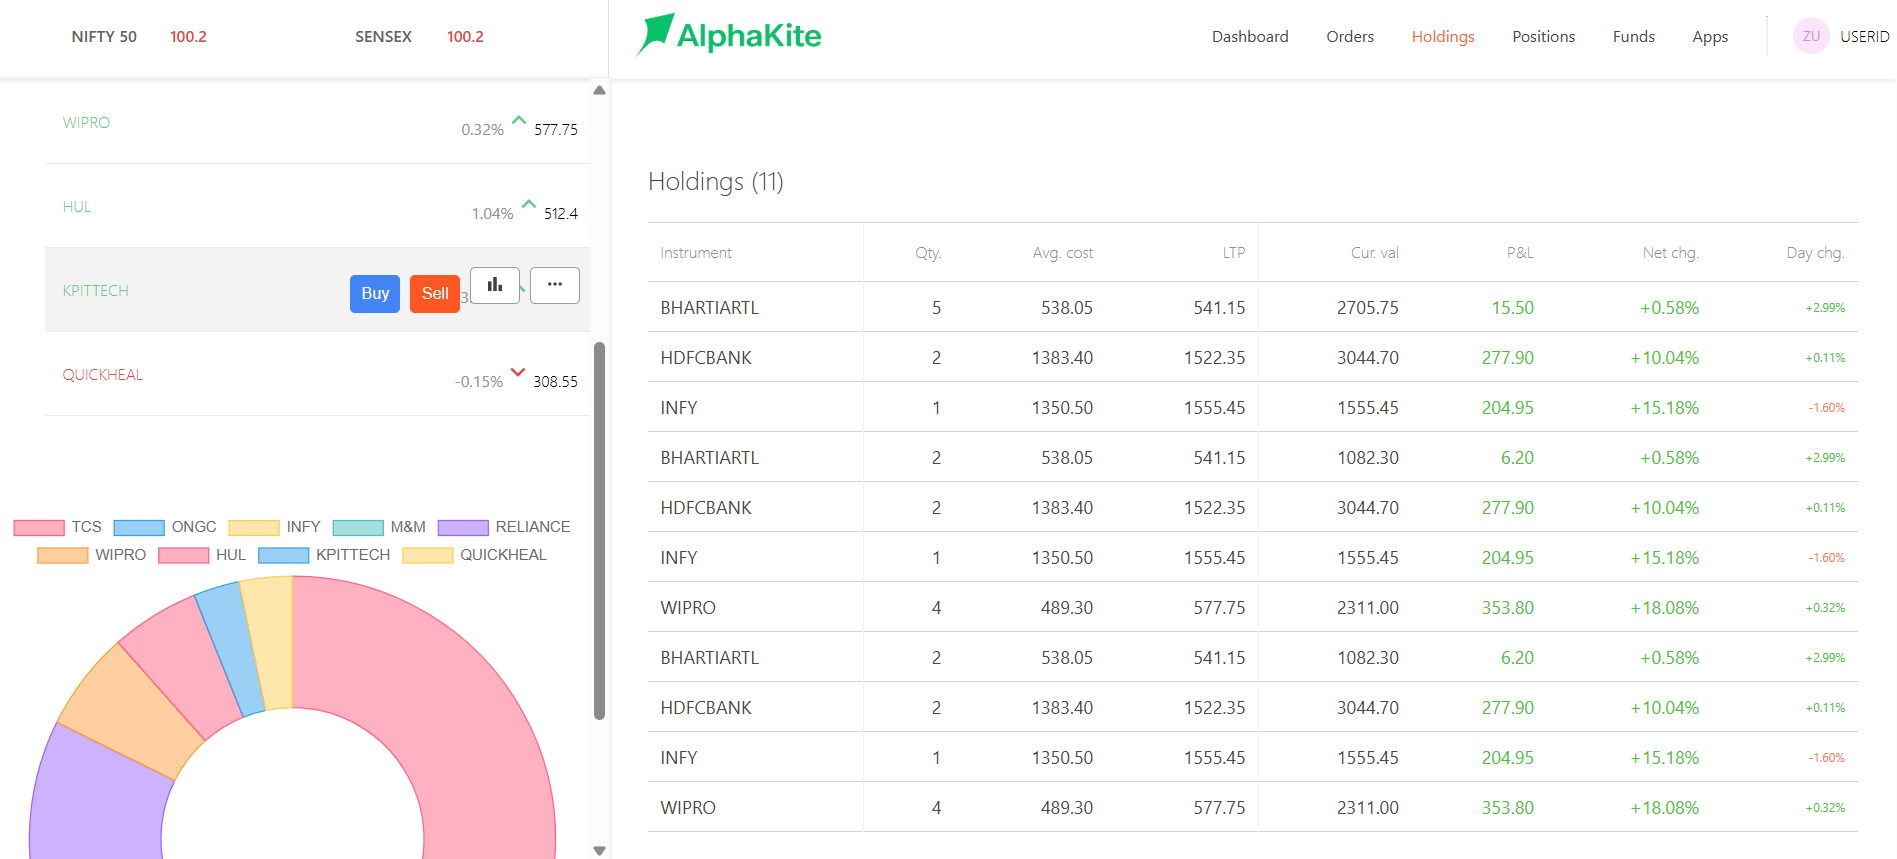 NIFTY 50 100.2 SENSEX 100.2
AlphaKite
Dashboard Orders Holdings Positions Funds Apps ZU USERID
WIPRO 0.32% 577.75
HUL 1.04% 512.4
KPITTECH Buy Sell
QUICKHEAL -0.15% 308.55
TCS ONGC INFY M&M RELIANCE
WIPRO HUL KPITTECH QUICKHEAL
Holdings (11)
Instrument Qty. Avg. cost LTP Cur. val P&L Net chg. Day chg.
BHARTIARTL 5 538.05 541.15 2705.75 15.50 +0.58% +2.99%
HDFCBANK 2 1383.40 1522.35 3044.70 277.90 +10.04% +0.11%
INFY 1 1350.50 1555.45 1555.45 204.95 +15.18% -1.60%
BHARTIARTL 2 538.05 541.15 1082.30 6.20 +0.58% +2.99%
HDFCBANK 2 1383.40 1522.35 3044.70 277.90 +10.04% +0.11%
INFY 1 1350.50 1555.45 1555.45 204.95 +15.18% -1.60%
WIPRO 4 489.30 577.75 2311.00 353.80 +18.08% +0.32%
BHARTIARTL 2 538.05 541.15 1082.30 6.20 +0.58% +2.99%
HDFCBANK 2 1383.40 1522.35 3044.70 277.90 +10.04% +0.11%
INFY 1 1350.50 1555.45 1555.45 204.95 +15.18% -1.60%
WIPRO 4 489.30 577.75 2311.00 353.80 +18.08% +0.32%